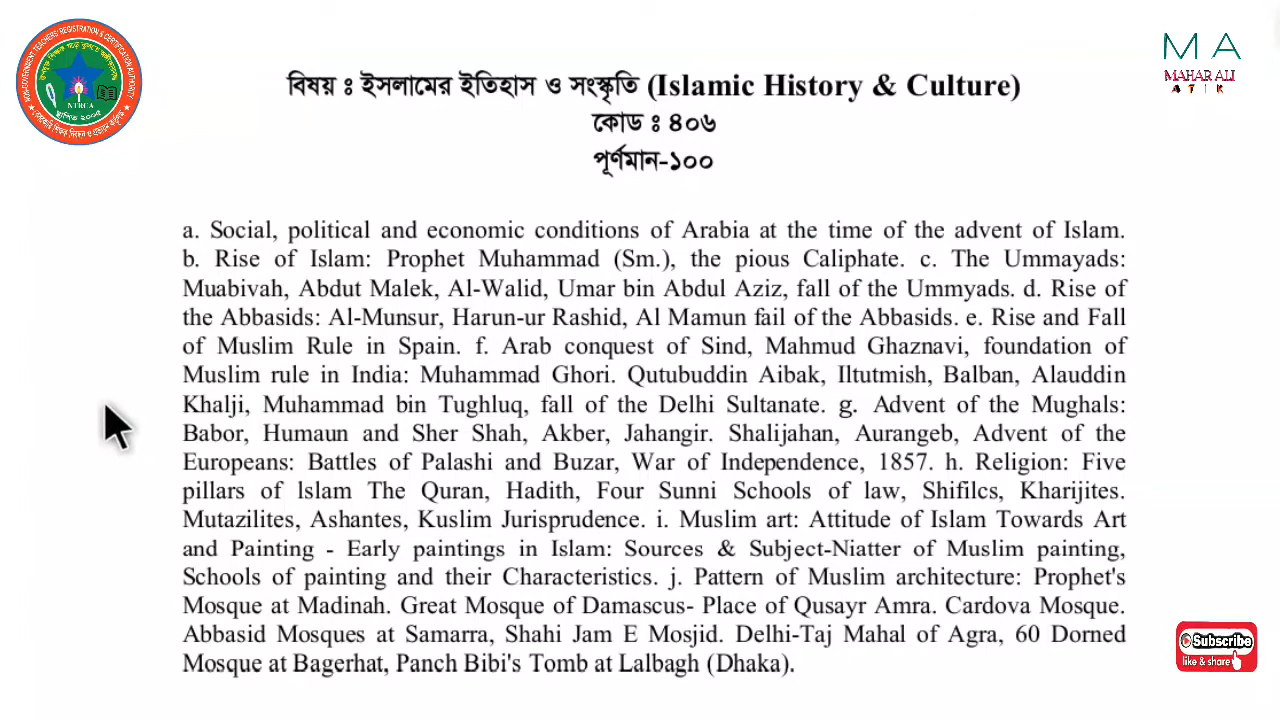 NON-GOVERNMENT TEACHERS' REGISTRATION & CERTIFICATION AUTHORITY
NTRCA
স্থাপিত ২০০৫
MA
MAHAR ALI
ATIK
বিষয় ঃ ইসলামের ইতিহাস ও সংস্কৃতি (Islamic History & Culture)
কোড ঃ ৪০৬
পূর্ণমান-১০০
a. Social, political and economic conditions of Arabia at the time of the advent of Islam.
b. Rise of Islam: Prophet Muhammad (Sm.), the pious Caliphate. c. The Ummayads:
Muabivah, Abdut Malek, Al-Walid, Umar bin Abdul Aziz, fall of the Ummyads. d. Rise of
the Abbasids: Al-Munsur, Harun-ur Rashid, Al Mamun fail of the Abbasids. e. Rise and Fall
of Muslim Rule in Spain. f. Arab conquest of Sind, Mahmud Ghaznavi, foundation of
Muslim rule in India: Muhammad Ghori. Qutubuddin Aibak, Iltutmish, Balban, Alauddin
Khalji, Muhammad bin Tughluq, fall of the Delhi Sultanate. g. Advent of the Mughals:
Babor, Humaun and Sher Shah, Akber, Jahangir. Shalijahan, Aurangeb, Advent of the
Europeans: Battles of Palashi and Buzar, War of Independence, 1857. h. Religion: Five
pillars of lslam The Quran, Hadith, Four Sunni Schools of law, Shifilcs, Kharijites.
Mutazilites, Ashantes, Kuslim Jurisprudence. i. Muslim art: Attitude of Islam Towards Art
and Painting - Early paintings in Islam: Sources & Subject-Niatter of Muslim painting,
Schools of painting and their Characteristics. j. Pattern of Muslim architecture: Prophet's
Mosque at Madinah. Great Mosque of Damascus- Place of Qusayr Amra. Cardova Mosque.
Abbasid Mosques at Samarra, Shahi Jam E Mosjid. Delhi-Taj Mahal of Agra, 60 Dorned
Mosque at Bagerhat, Panch Bibi's Tomb at Lalbagh (Dhaka).
Subscribe
like & share